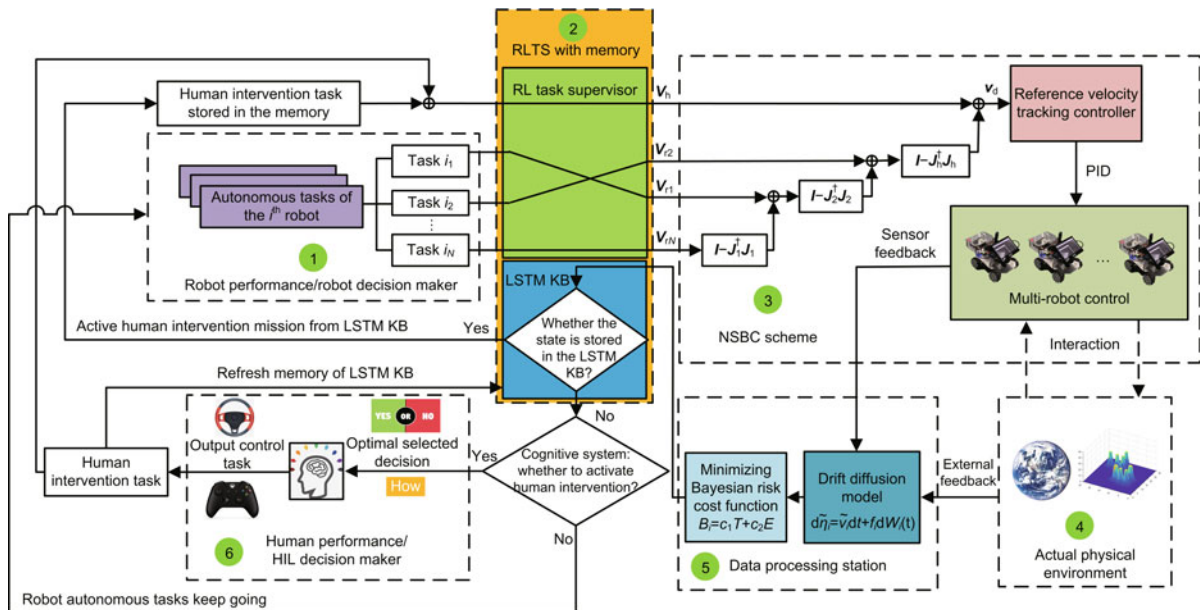 2
RLTS with memory
Human intervention task
stored in the memory
RL task supervisor
V_h
v_d
Reference velocity
tracking controller
PID
Autonomous tasks of
the i^th robot
Task i_1
Task i_2
⋮
Task i_N
V_r2
V_r1
V_rN
I−J_1^†J_1
I−J_2^†J_2
I−J_h^†J_h
1
Robot performance/robot decision maker
3
NSBC scheme
Sensor
feedback
...
Multi-robot control
Interaction
LSTM KB
Whether the
state is stored
in the LSTM
KB?
Yes
Active human intervention mission from LSTM KB
Refresh memory of LSTM KB
No
Cognitive system:
whether to activate
human intervention?
Yes
No
YES OR NO
Optimal selected
decision
How
Output control
task
Human
intervention task
6
Human performance/
HIL decision maker
Robot autonomous tasks keep going
Minimizing
Bayesian risk
cost function
B_i=c_1T+c_2E
Drift diffusion
model
dη̃_i=ṽ_idt+f_idW_i(t)
5
Data processing station
External
feedback
4
Actual physical
environment